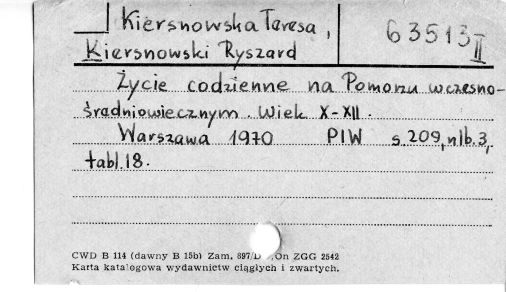 Kiersnowska Teresa,
Kiersnowski Ryszard
63513 II
Życie codzienne na Pomorzu wczesno-
średniowiecznym. Wiek X-XII.
Warszawa 1970 PIW s.209, nlb.3,
tabl.18.
CWD B 114 (dawny B 15b) Zam. 897/D On ZGG 2542
Karta katalogowa wydawnictw ciągłych i zwartych.